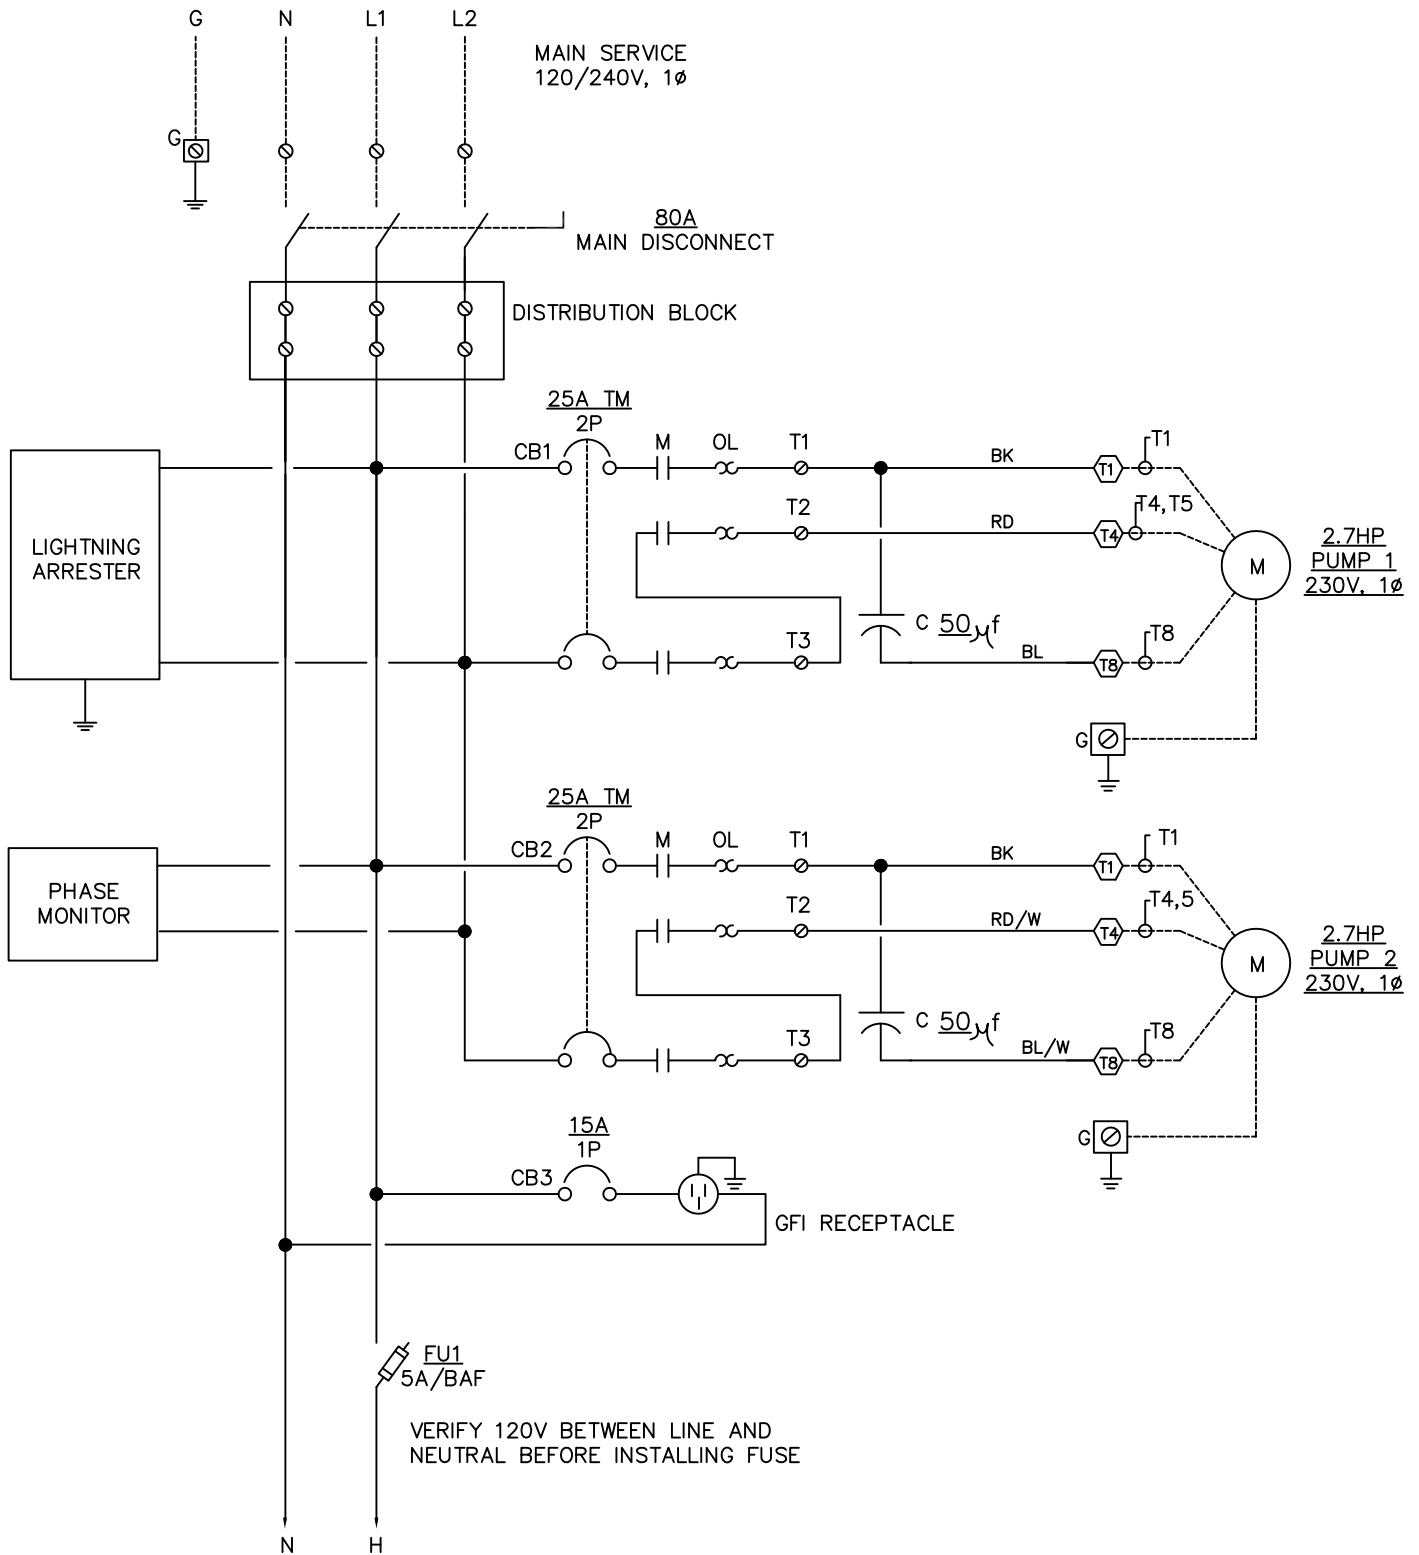 G N L1 L2
MAIN SERVICE
120/240V, 1ø
G
80A
MAIN DISCONNECT
DISTRIBUTION BLOCK
25A TM
2P
CB1 M OL T1 BK T1 T1
T2 RD T4 T4,T5
LIGHTNING
ARRESTER
M
2.7HP
PUMP 1
230V, 1ø
C 50µf
T3 BL T8 T8
G
25A TM
2P
CB2 M OL T1 BK T1 T1
T2 RD/W T4 T4,5
PHASE
MONITOR
M
2.7HP
PUMP 2
230V, 1ø
C 50µf
T3 BL/W T8 T8
G
15A
1P
CB3
GFI RECEPTACLE
FU1
5A/BAF
VERIFY 120V BETWEEN LINE AND
NEUTRAL BEFORE INSTALLING FUSE
N H